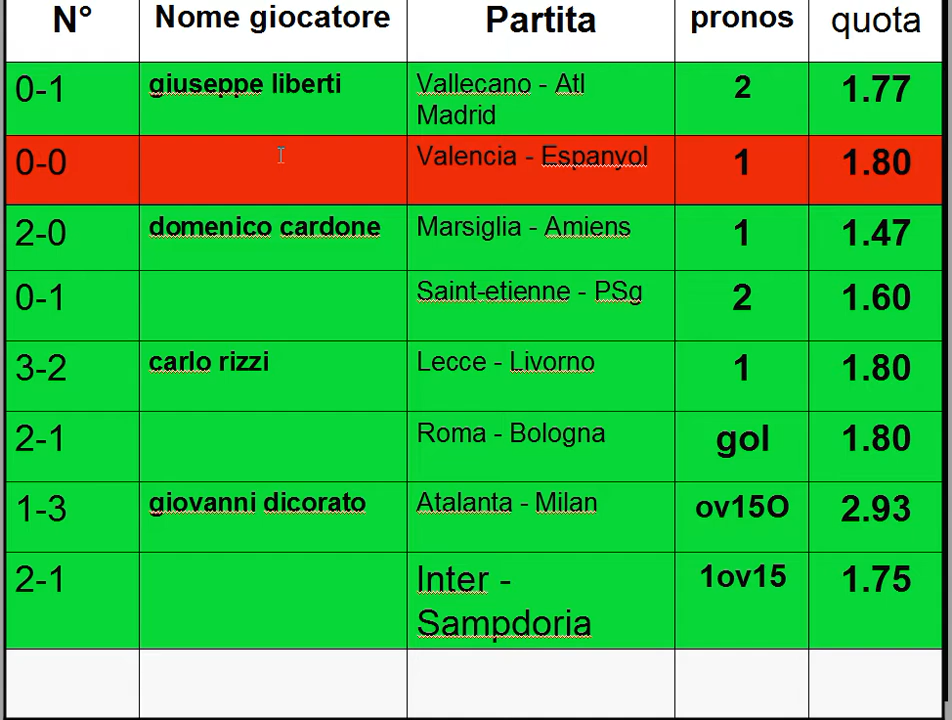 N° Nome giocatore Partita pronos quota
0-1 giuseppe liberti Vallecano - Atl Madrid 2 1.77
0-0 Valencia - Espanyol 1 1.80
2-0 domenico cardone Marsiglia - Amiens 1 1.47
0-1 Saint-etienne - PSg 2 1.60
3-2 carlo rizzi Lecce - Livorno 1 1.80
2-1 Roma - Bologna gol 1.80
1-3 giovanni dicorato Atalanta - Milan ov15O 2.93
2-1 Inter - Sampdoria 1ov15 1.75